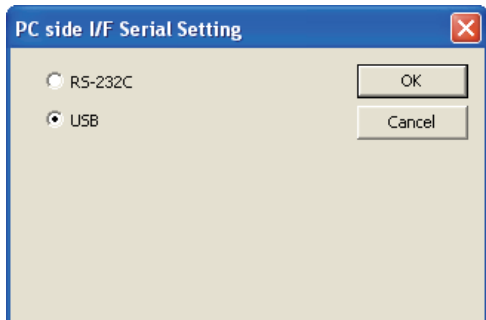 PC side I/F Serial Setting
RS-232C
OK
USB
Cancel